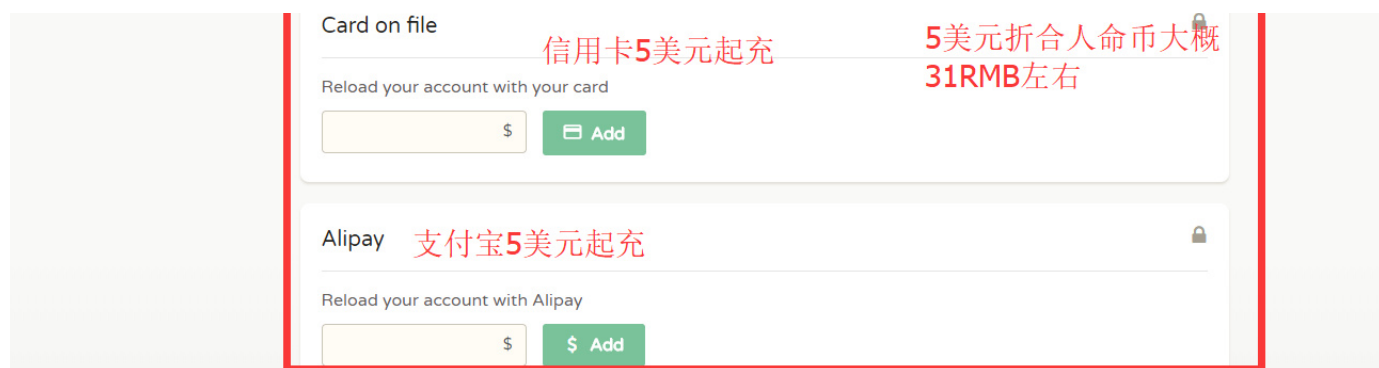 Card on file
信用卡5美元起充
5美元折合人命币大概
31RMB左右
Reload your account with your card
$
Add
Alipay
支付宝5美元起充
Reload your account with Alipay
$
$ Add